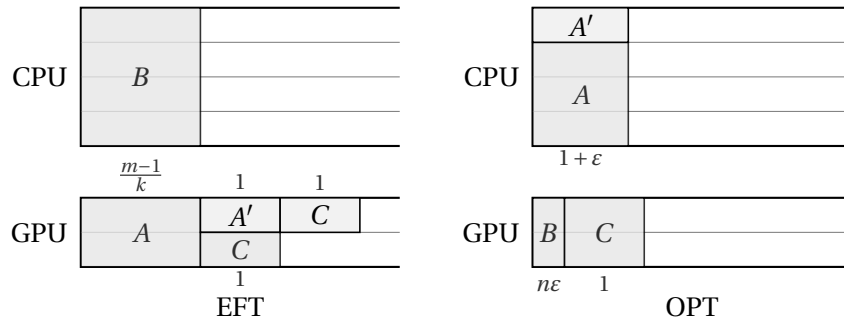 A′
CPU B CPU A
m−1/k 1 1 1+ε
GPU A A′ C GPU B C
C
1 nε 1
EFT OPT